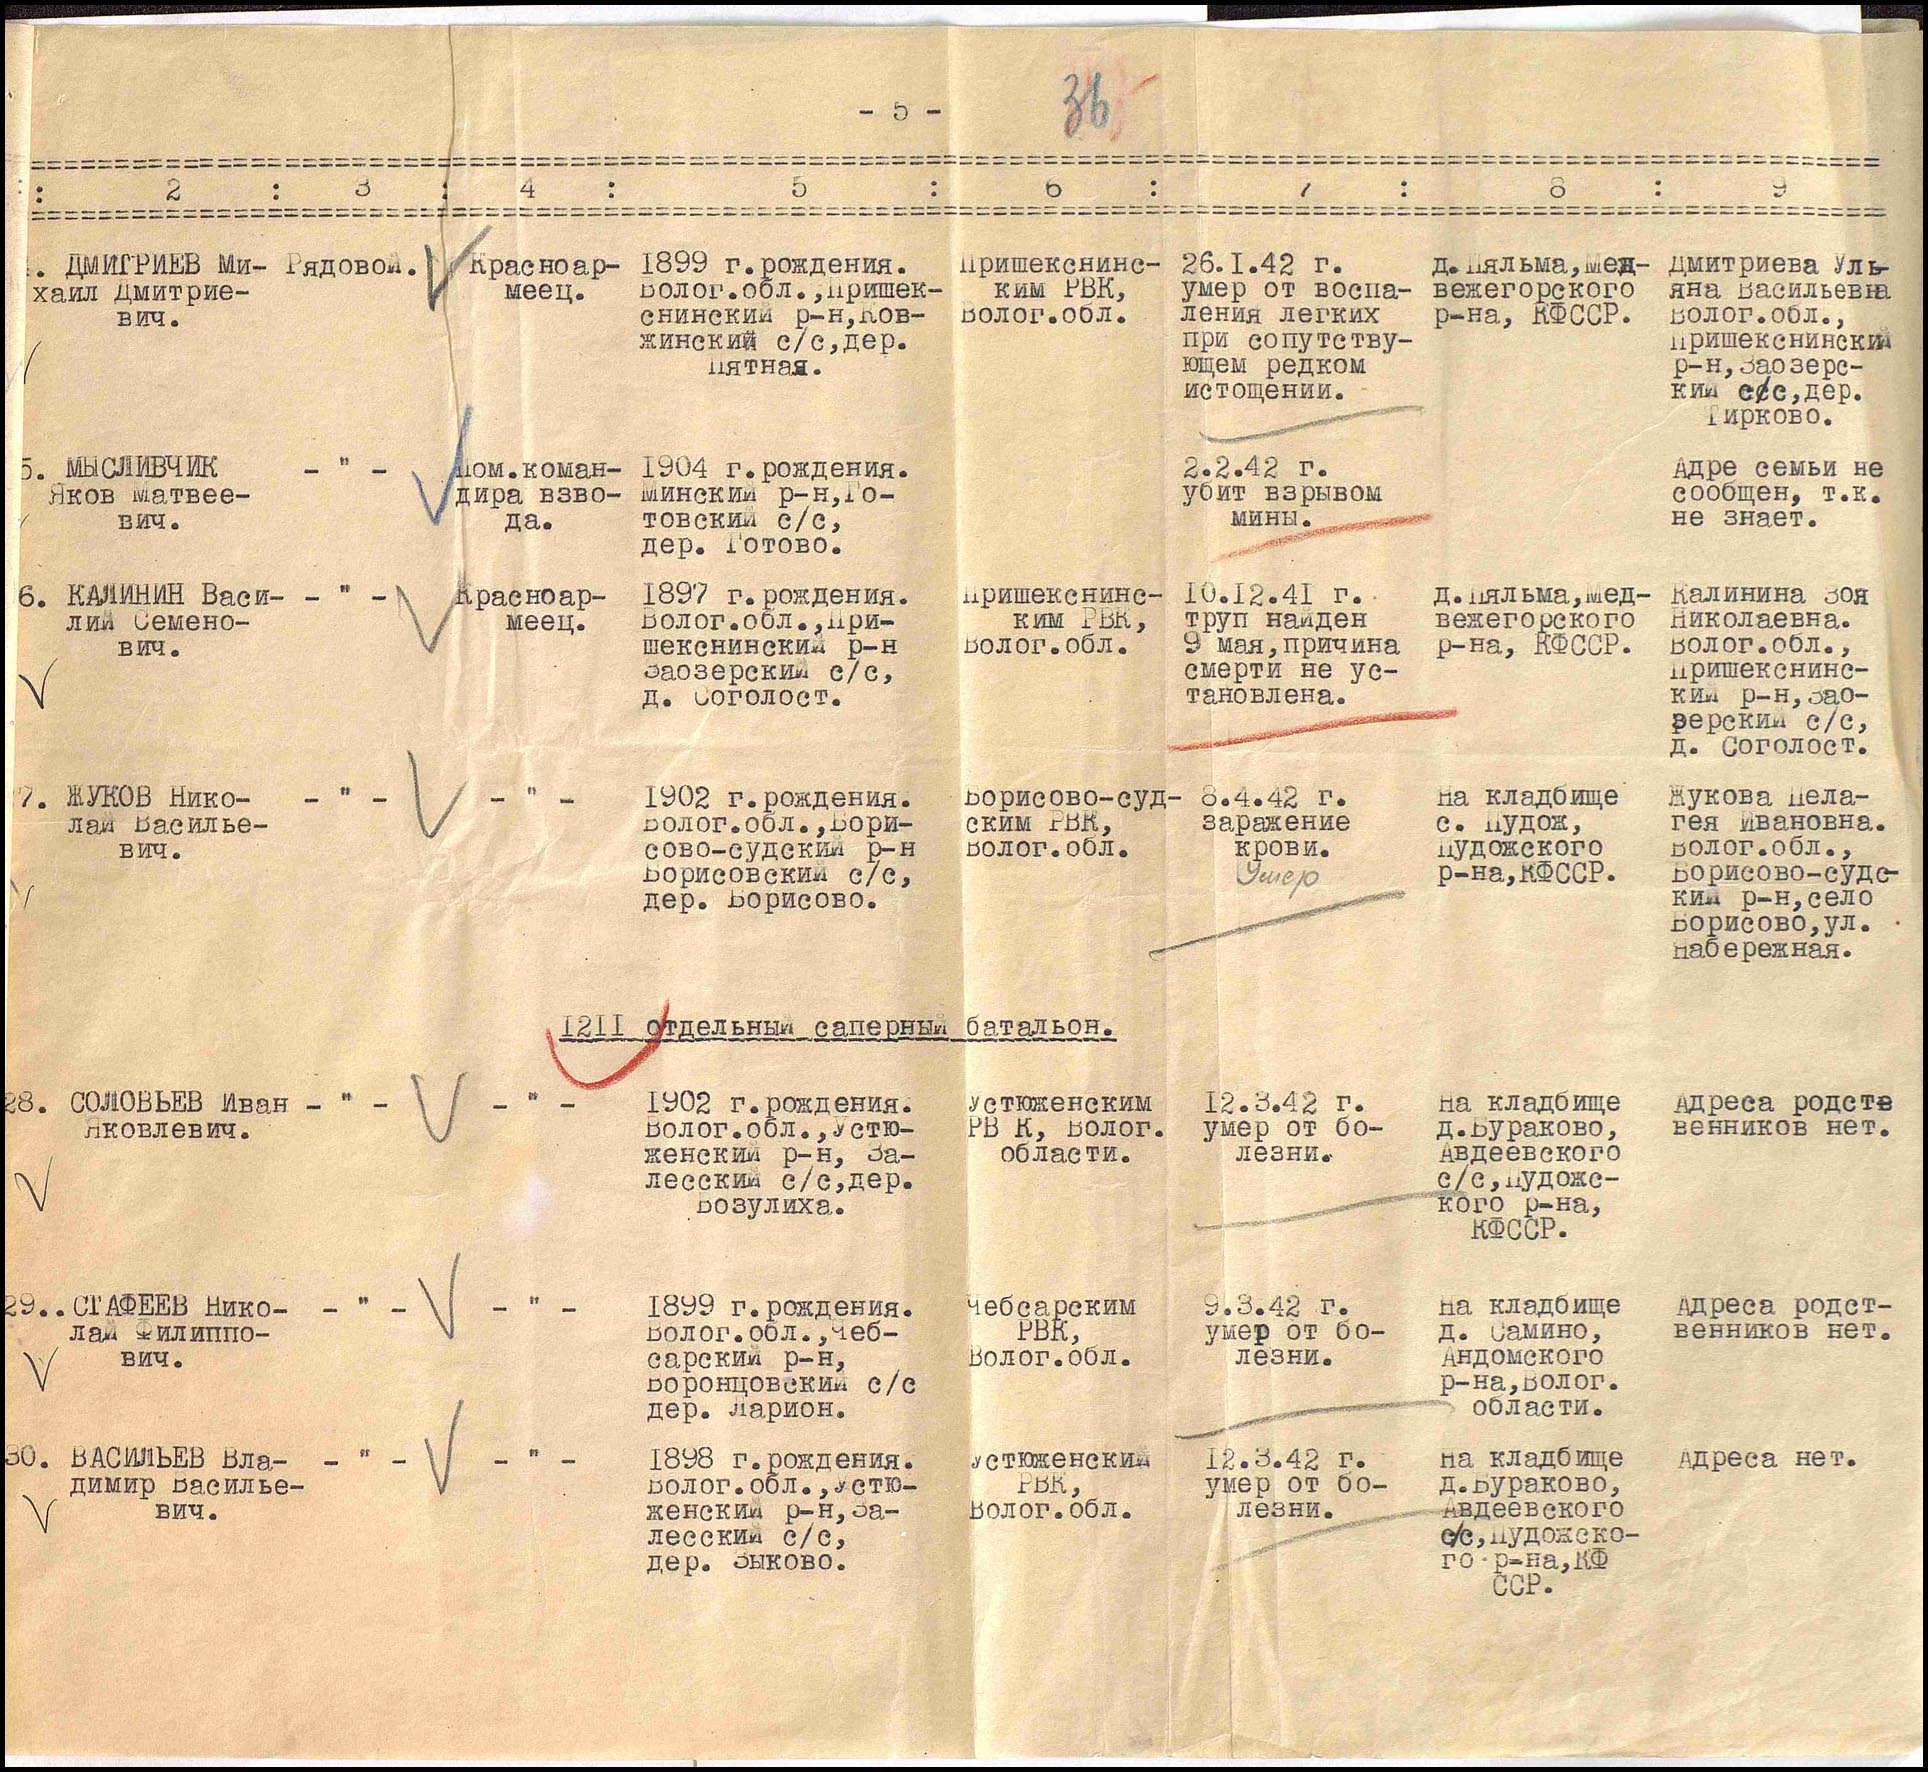 - 5 -
36
: 2 : 3 : 4 : 5 : 6 : 7 : 8 : 9
. ДМИТРИЕВ Ми-
хаил Дмитрие-
вич.
Рядовой.
Красноар-
меец.
1899 г.рождения.
Волог.обл.,Пришек-
снинский р-н,Ков-
жинский с/с,дер.
Пятная.
Пришекснинс-
ким РВК,
Волог.обл.
26.I.42 г.
умер от воспа-
ления легких
при сопутству-
ющем редком
истощении.
д.Пяльма,Мед-
вежегорского
р-на, КФССР.
Дмитриева Уль-
яна Васильевна
Волог.обл.,
Пришекснинский
р-н,Заозерс-
кий с/с,дер.
Тирково.
5. МЫСЛИВЧИК
Яков Матвее-
вич.
- " -
Пом.коман-
дира взво-
да.
1904 г.рождения.
Минский р-н,Го-
товский с/с,
дер. Готово.
2.2.42 г.
убит взрывом
мины.
Адре семьи не
сообщен, т.к.
не знает.
6. КАЛИНИН Васи-
лий Семено-
вич.
- " -
Красноар-
меец.
1897 г.рождения.
Волог.обл.,При-
шекснинский р-н
Заозерский с/с,
д. Соголост.
Пришекснинс-
ким РВК,
Волог.обл.
10.12.41 г.
труп найден
9 мая,причина
смерти не ус-
тановлена.
д.Пяльма,Мед-
вежегорского
р-на, КФССР.
Калинина Зоя
Николаевна.
Волог.обл.,
Пришекснинс-
кий р-н,Зао-
зерский с/с,
д. Соголост.
7. ЖУКОВ Нико-
лай Василье-
вич.
- " -
- " -
1902 г.рождения.
Волог.обл.,Бори-
сово-судский р-н
Борисовский с/с,
дер. Борисово.
Борисово-суд-
ским РВК,
Волог.обл.
8.4.42 г.
заражение
крови.
Умер
На кладбище
с. Пудож,
Пудожского
р-на,КФССР.
Жукова Пела-
гея Ивановна.
Волог.обл.,
Борисово-судс-
кий р-н,село
Борисово,ул.
Набережная.
I2II отдельный саперный батальон.
28. СОЛОВЬЕВ Иван
Яковлевич.
- " -
- " -
1902 г.рождения.
Волог.обл.,Устю-
женский р-н, За-
лесский с/с,дер.
Возулиха.
Устюженским
РВ К, Волог.
области.
12.3.42 г.
умер от бо-
лезни.
На кладбище
д.Бураково,
Авдеевского
с/с,Пудожс-
кого р-на,
КФССР.
Адреса родств
венников нет.
29.. СТАФЕЕВ Нико-
лай Филиппо-
вич.
- " -
- " -
1899 г.рождения.
Волог.обл.,Чеб-
сарский р-н,
Воронцовский с/с
дер. Ларион.
Чебсарским
РВК,
Волог.обл.
9.3.42 г.
умер от бо-
лезни.
На кладбище
д. Самино,
Андомского
р-на,Волог.
области.
Адреса родст-
венников нет.
30. ВАСИЛЬЕВ Вла-
димир Василье-
вич.
- " -
- " -
1898 г.рождения.
Волог.обл.,Устю-
женский р-н,За-
лесский с/с,
дер. Зыково.
Устюженский
РВК,
Волог.обл.
12.3.42 г.
умер от бо-
лезни.
На кладбище
д.Бураково,
Авдеевского
с/с,Пудожско-
го р-на,КФ
ССР.
Адреса нет.